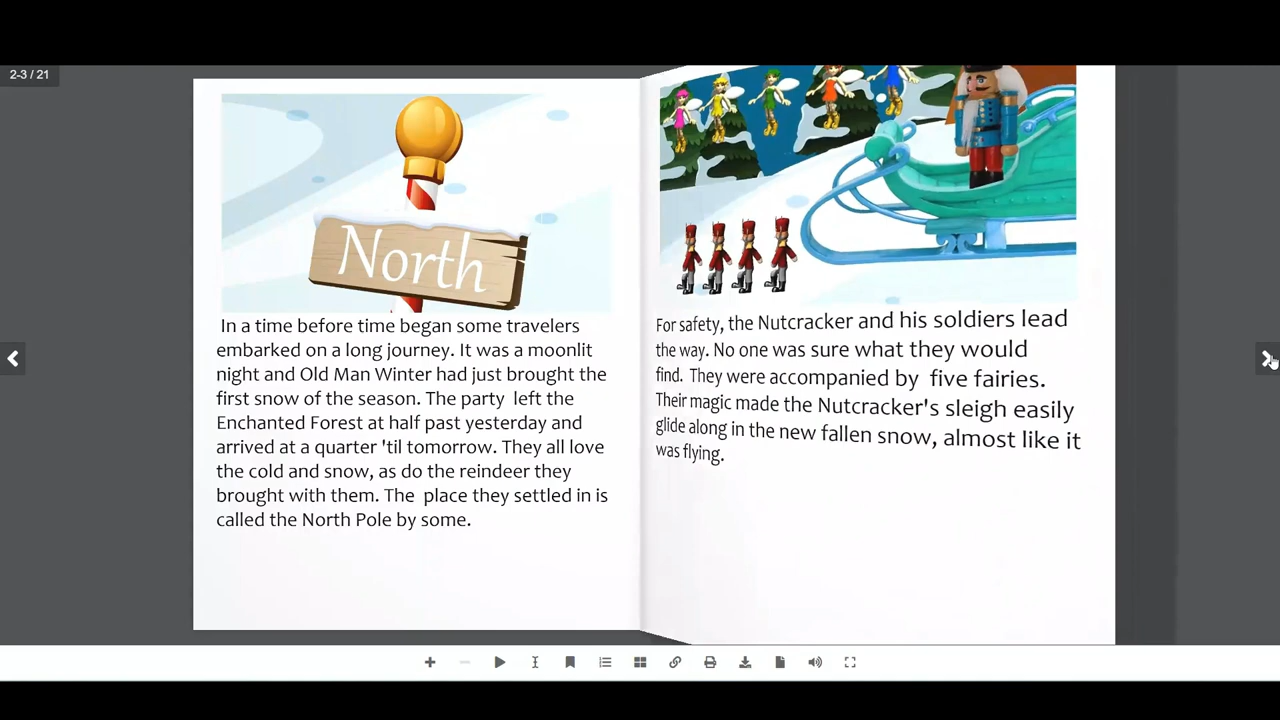 2-3 / 21
North
In a time before time began some travelers
embarked on a long journey. It was a moonlit
night and Old Man Winter had just brought the
first snow of the season. The party left the
Enchanted Forest at half past yesterday and
arrived at a quarter 'til tomorrow. They all love
the cold and snow, as do the reindeer they
brought with them. The place they settled in is
called the North Pole by some.
For safety, the Nutcracker and his soldiers lead
the way. No one was sure what they would
find. They were accompanied by five fairies.
Their magic made the Nutcracker's sleigh easily
glide along in the new fallen snow, almost like it
was flying.